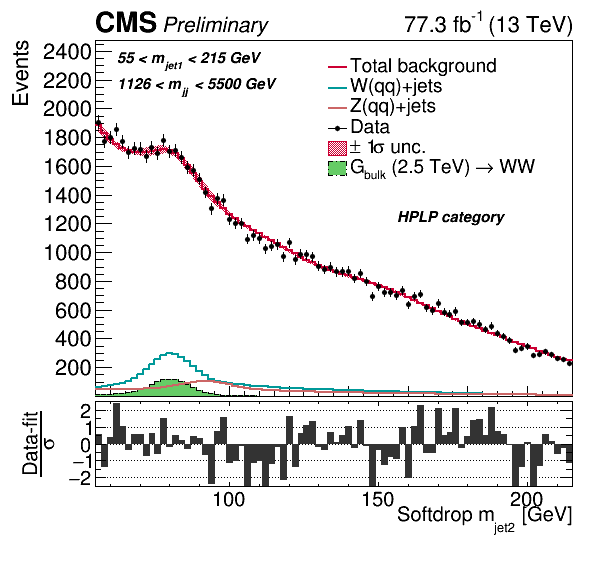 CMS Preliminary 77.3 fb-1 (13 TeV)
Events
2400
2200
2000
1800
1600
1400
1200
1000
800
600
400
200
55 < mjet1 < 215 GeV
1126 < mjj < 5500 GeV
Total background
W(qq)+jets
Z(qq)+jets
Data
± 1σ unc.
Gbulk (2.5 TeV) → WW
HPLP category
Data-fit
σ
2
1
0
−1
−2
100 150 200
Softdrop mjet2 [GeV]